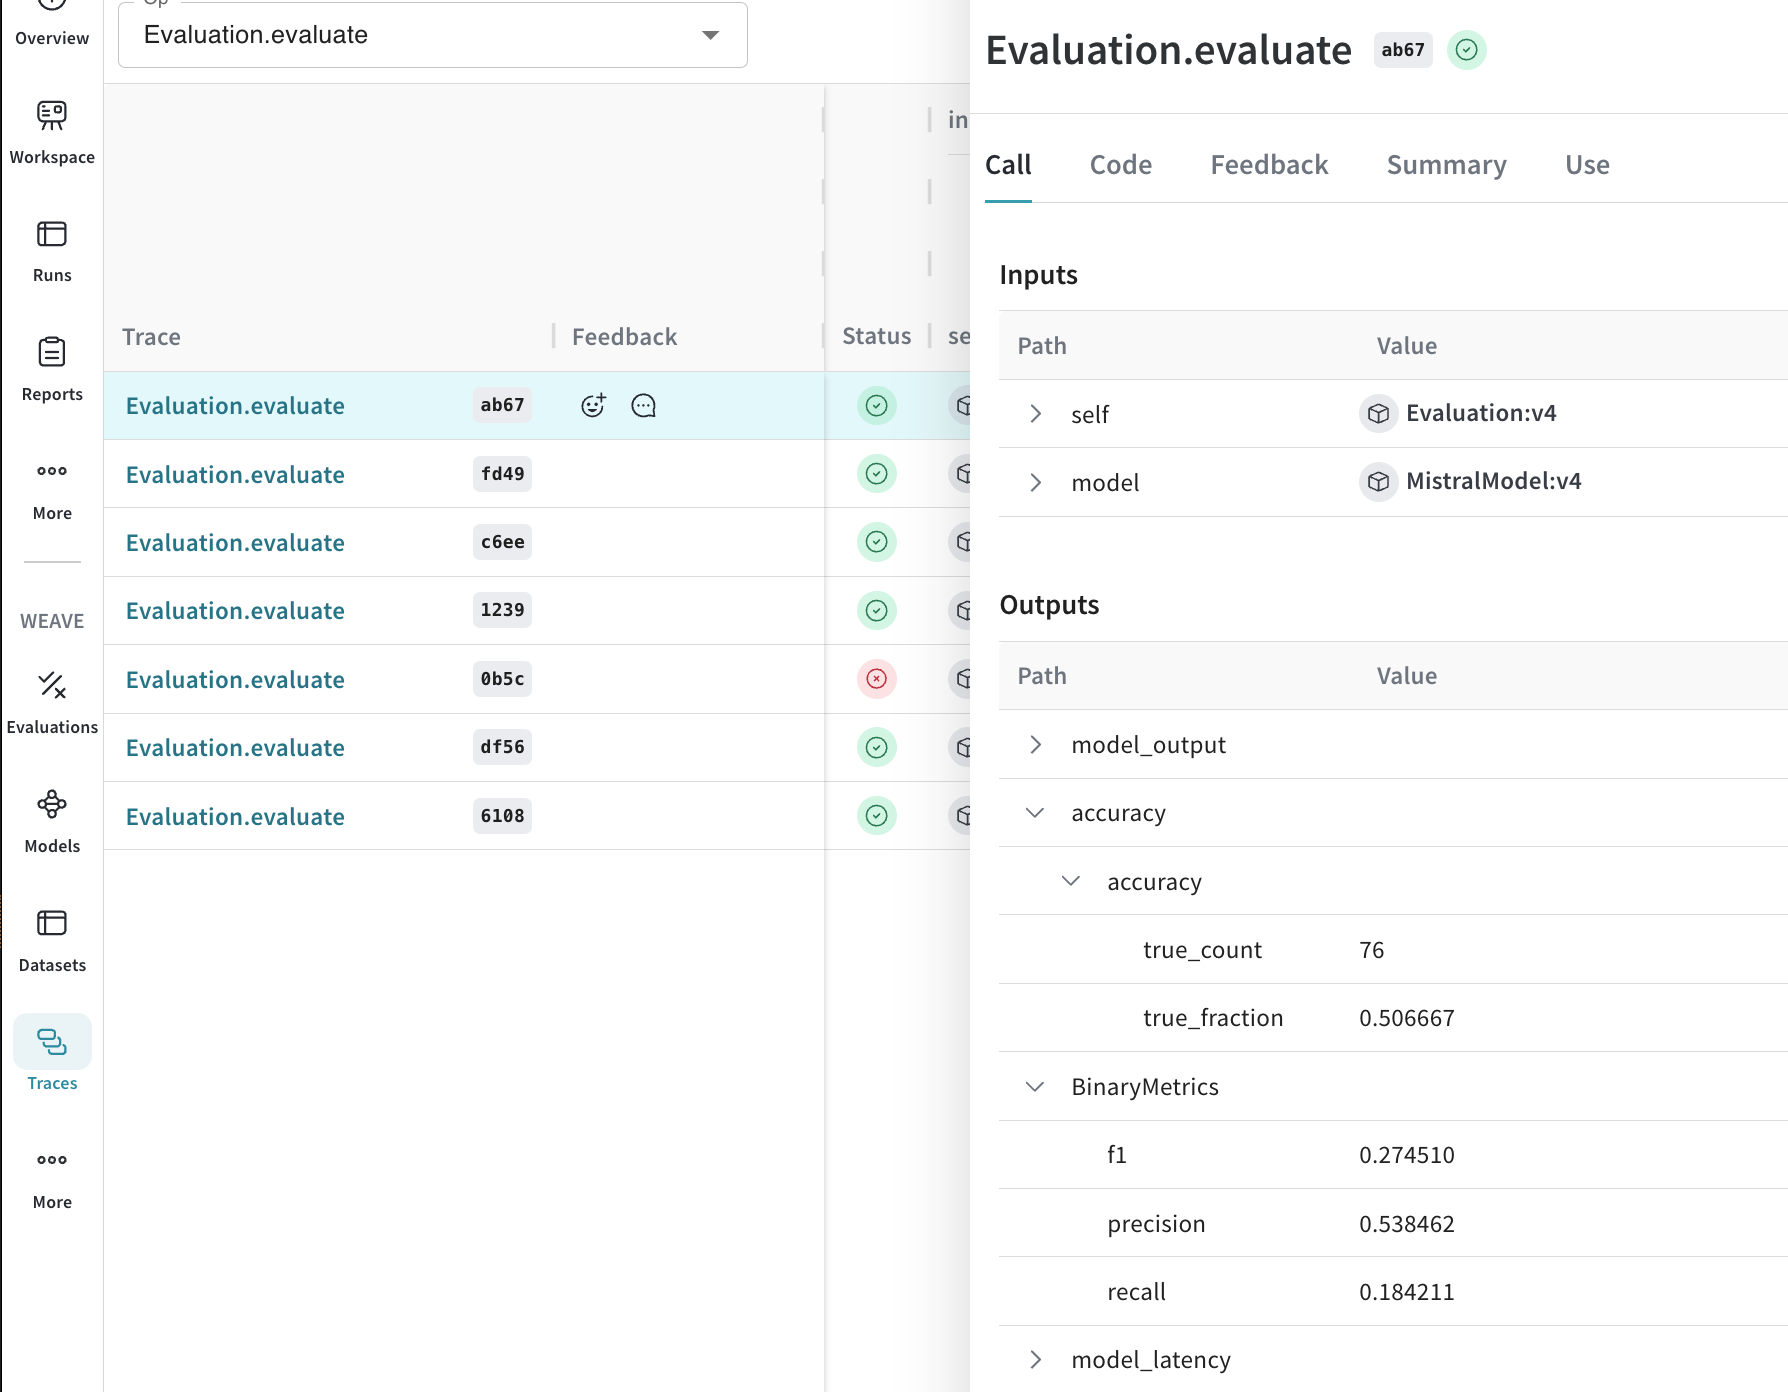 Overview
Workspace
Runs
Reports
More
WEAVE
Evaluations
Models
Datasets
Traces
More
Op
Evaluation.evaluate
in
Trace Feedback Status se
Evaluation.evaluate ab67
Evaluation.evaluate fd49
Evaluation.evaluate c6ee
Evaluation.evaluate 1239
Evaluation.evaluate 0b5c
Evaluation.evaluate df56
Evaluation.evaluate 6108
Evaluation.evaluate ab67
Call Code Feedback Summary Use
Inputs
Path Value
self Evaluation:v4
model MistralModel:v4
Outputs
Path Value
model_output
accuracy
accuracy
true_count 76
true_fraction 0.506667
BinaryMetrics
f1 0.274510
precision 0.538462
recall 0.184211
model_latency